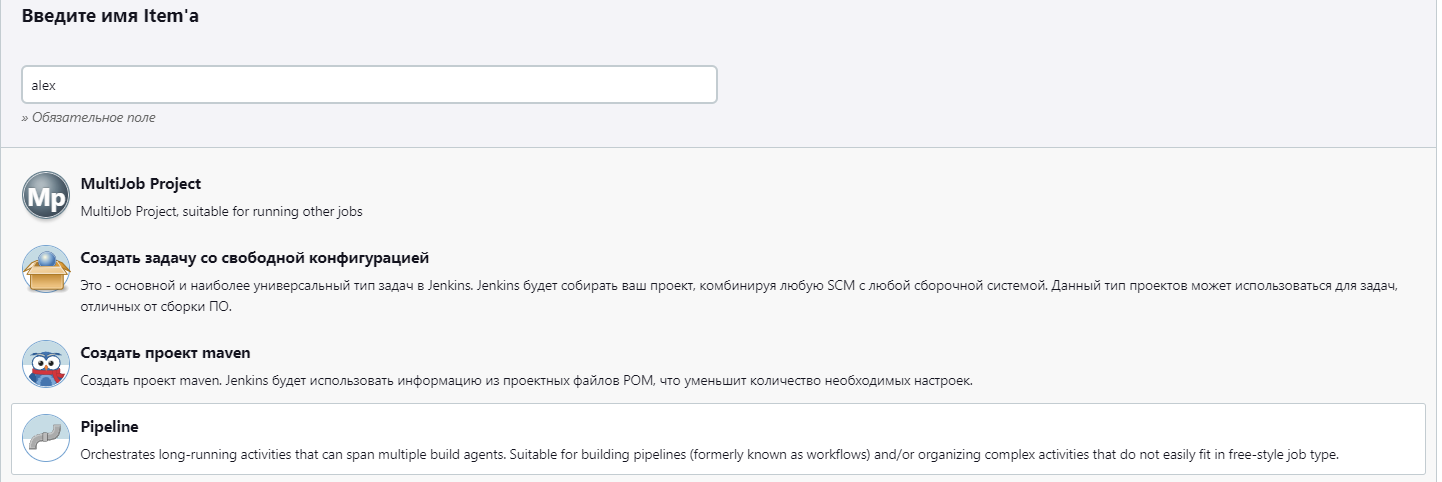 Введите имя Item'а
alex
» Обязательное поле
Mp
MultiJob Project
MultiJob Project, suitable for running other jobs
Создать задачу со свободной конфигурацией
Это - основной и наиболее универсальный тип задач в Jenkins. Jenkins будет собирать ваш проект, комбинируя любую SCM с любой сборочной системой. Данный тип проектов может использоваться для задач,
отличных от сборки ПО.
Создать проект maven
Создать проект maven. Jenkins будет использовать информацию из проектных файлов POM, что уменьшит количество необходимых настроек.
Pipeline
Orchestrates long-running activities that can span multiple build agents. Suitable for building pipelines (formerly known as workflows) and/or organizing complex activities that do not easily fit in free-style job type.